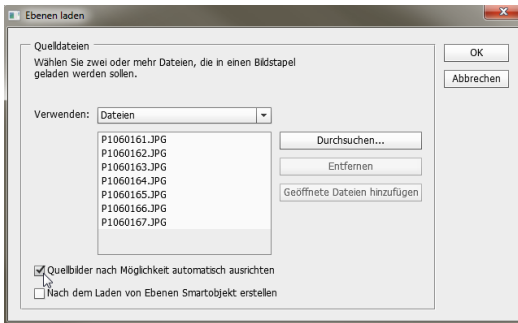 Ebenen laden
Quelldateien
Wählen Sie zwei oder mehr Dateien, die in einen Bildstapel
geladen werden sollen.
OK
Abbrechen
Verwenden: Dateien
P1060161.JPG
P1060162.JPG
P1060163.JPG
P1060164.JPG
P1060165.JPG
P1060166.JPG
P1060167.JPG
Durchsuchen...
Entfernen
Geöffnete Dateien hinzufügen
Quellbilder nach Möglichkeit automatisch ausrichten
Nach dem Laden von Ebenen Smartobjekt erstellen